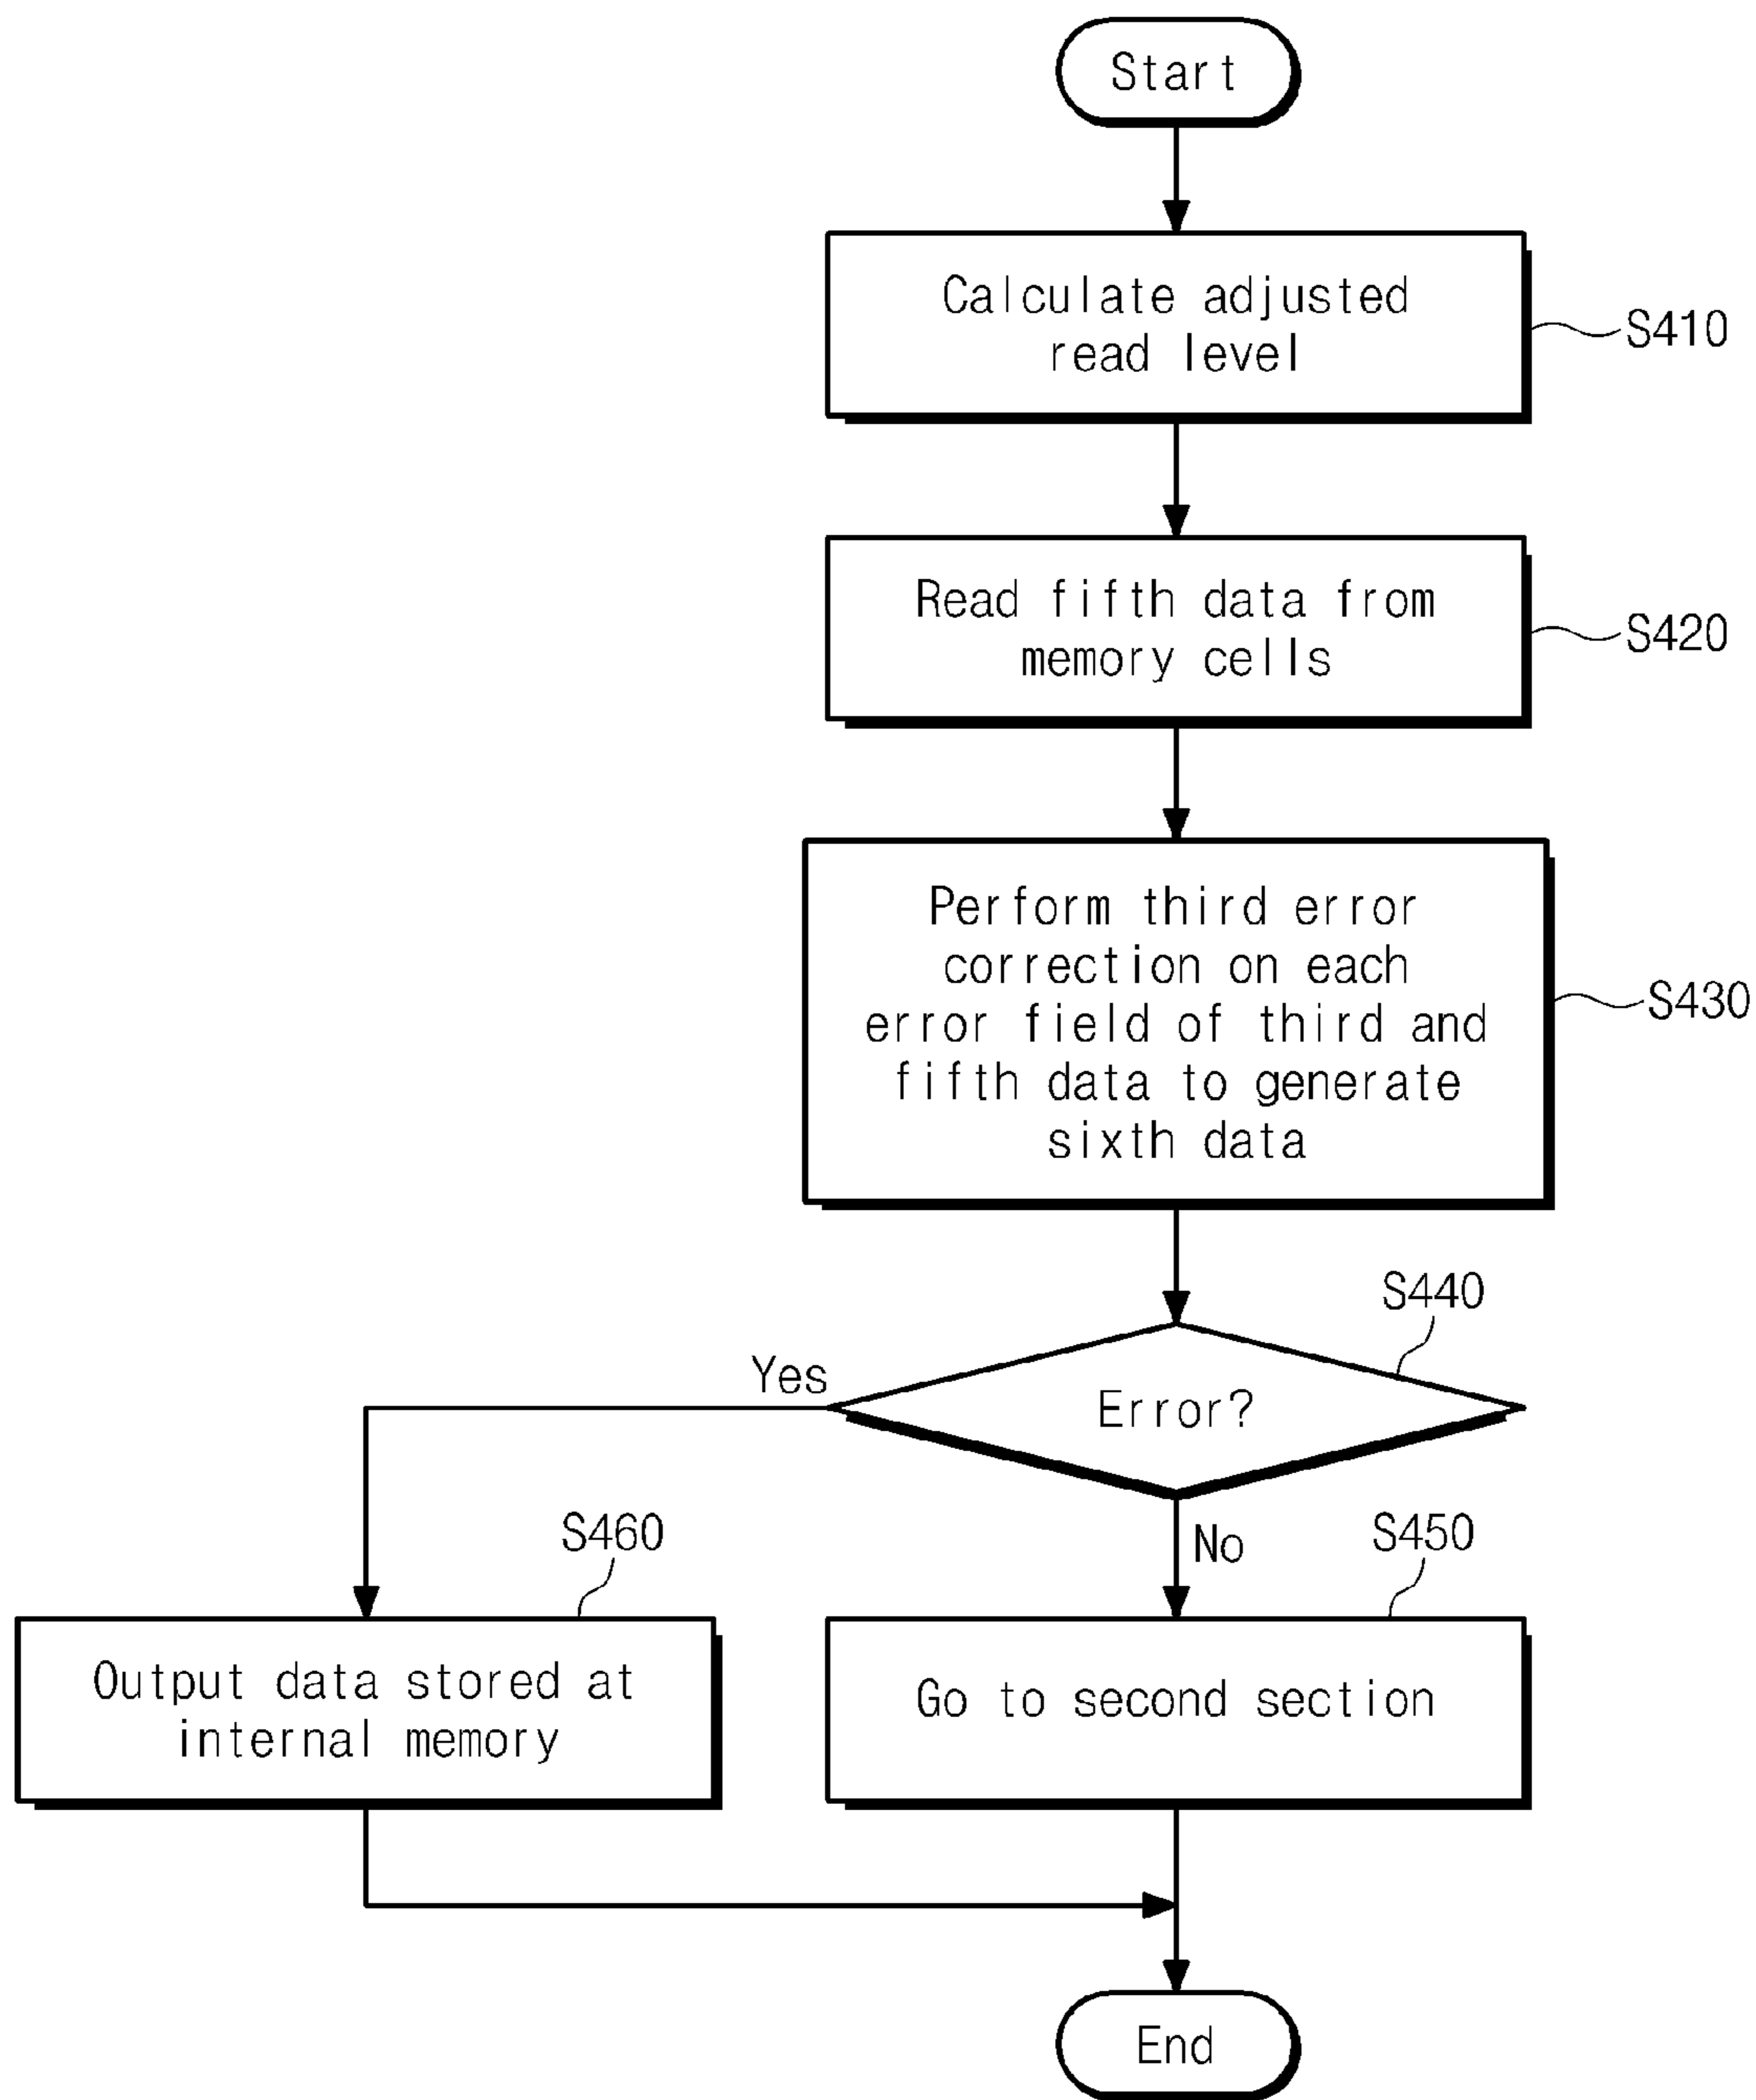 Start
Calculate adjusted
read level
S410
Read fifth data from
memory cells
S420
Perform third error
correction on each
error field of third and
fifth data to generate
sixth data
S430
S440
Yes
Error?
No
S460
S450
Output data stored at
internal memory
Go to second section
End